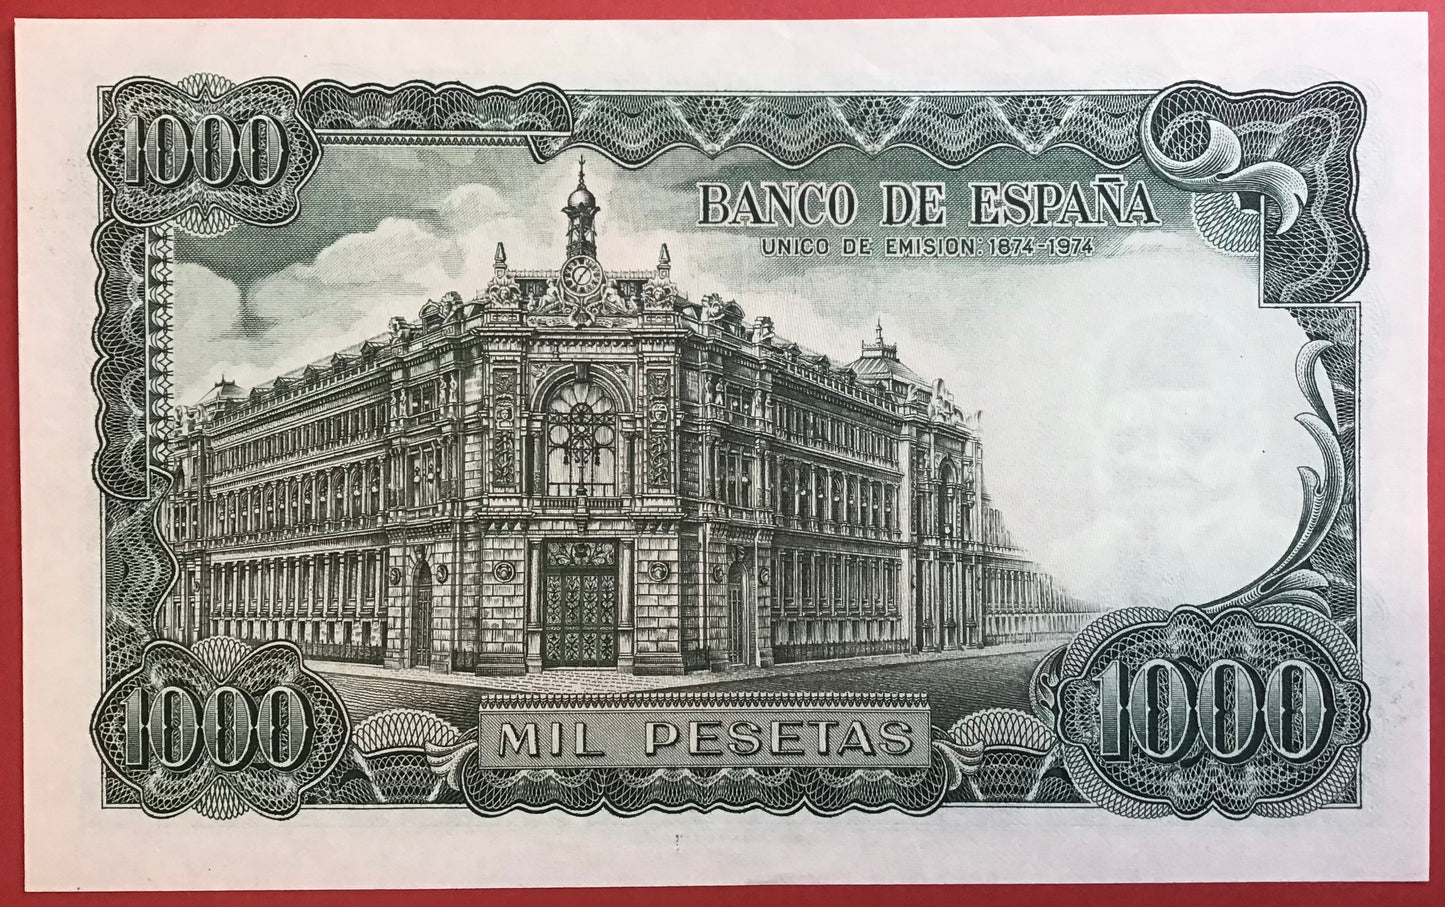 1000
BANCO DE ESPAÑA
UNICO DE EMISION: 1874-1974
1000
MIL PESETAS
1000